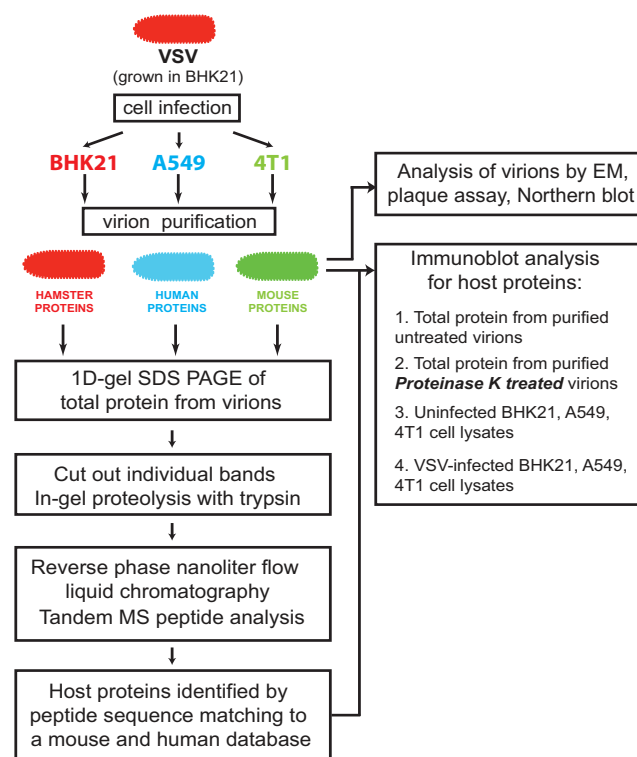 VSV
(grown in BHK21)
cell infection
BHK21 A549 4T1
virion purification
HAMSTER PROTEINS
HUMAN PROTEINS
MOUSE PROTEINS
1D-gel SDS PAGE of
total protein from virions
Cut out individual bands
In-gel proteolysis with trypsin
Reverse phase nanoliter flow
liquid chromatography
Tandem MS peptide analysis
Host proteins identified by
peptide sequence matching to
a mouse and human database
Analysis of virions by EM,
plaque assay, Northern blot
Immunoblot analysis
for host proteins:
1. Total protein from purified
untreated virions
2. Total protein from purified
Proteinase K treated virions
3. Uninfected BHK21, A549,
4T1 cell lysates
4. VSV-infected BHK21, A549,
4T1 cell lysates